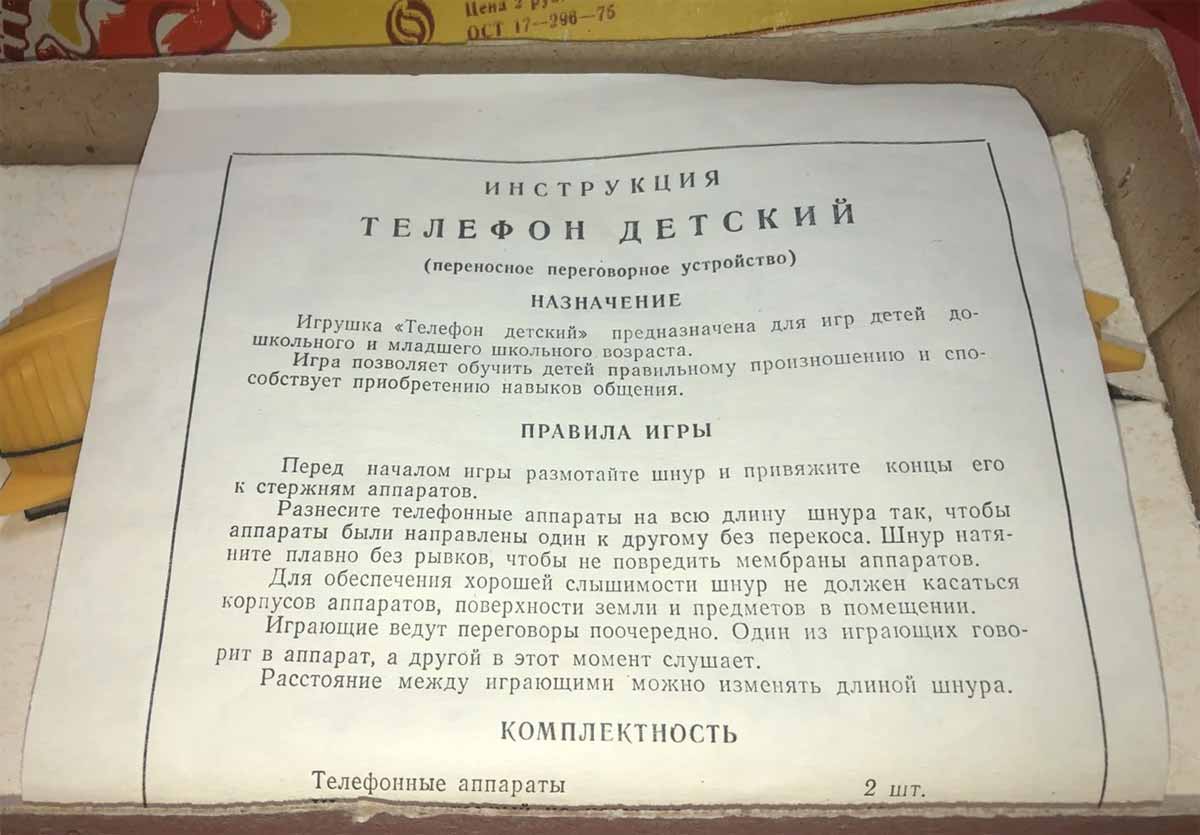 Цена 2 ру
ОСТ 17—296—75
ИНСТРУКЦИЯ
ТЕЛЕФОН ДЕТСКИЙ
(переносное переговорное устройство)
НАЗНАЧЕНИЕ
Игрушка «Телефон детский» предназначена для игр детей до-
школьного и младшего школьного возраста.
Игра позволяет обучить детей правильному произношению и спо-
собствует приобретению навыков общения.
ПРАВИЛА ИГРЫ
Перед началом игры размотайте шнур и привяжите концы его
к стержням аппаратов.
Разнесите телефонные аппараты на всю длину шнура так, чтобы
аппараты были направлены один к другому без перекоса. Шнур натя-
ните плавно без рывков, чтобы не повредить мембраны аппаратов.
Для обеспечения хорошей слышимости шнур не должен касаться
корпусов аппаратов, поверхности земли и предметов в помещении.
Играющие ведут переговоры поочередно. Один из играющих гово-
рит в аппарат, а другой в этот момент слушает.
Расстояние между играющими можно изменять длиной шнура.
КОМПЛЕКТНОСТЬ
Телефонные аппараты 2 шт.